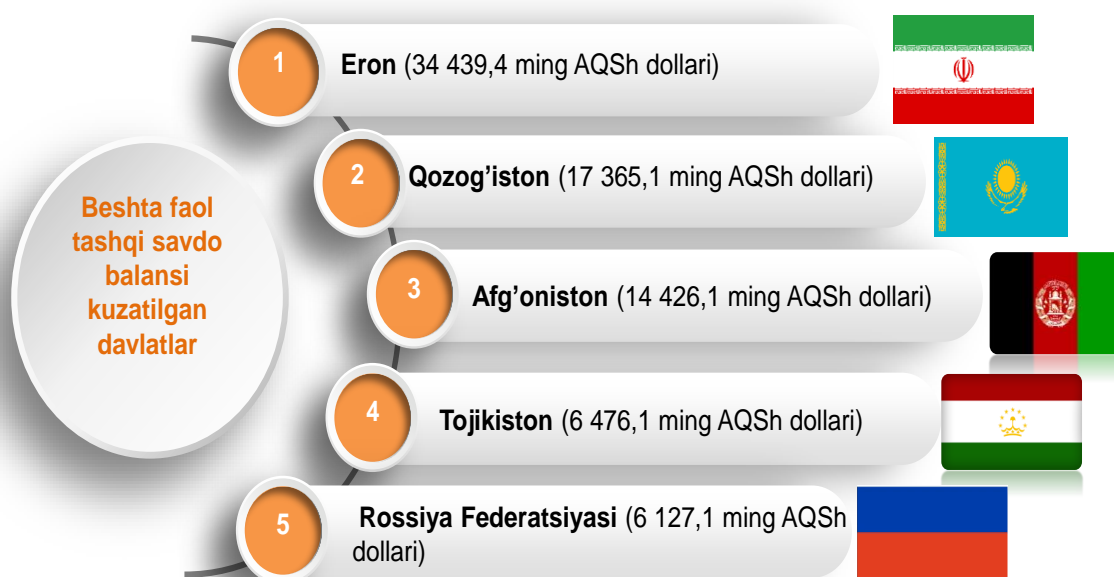 1
Eron (34 439,4 ming AQSh dollari)
2
Qozog’iston (17 365,1 ming AQSh dollari)
Beshta faol
tashqi savdo
balansi
kuzatilgan
davlatlar
3
Afg’oniston (14 426,1 ming AQSh dollari)
4
Tojikiston (6 476,1 ming AQSh dollari)
5
Rossiya Federatsiyasi (6 127,1 ming AQSh
dollari)